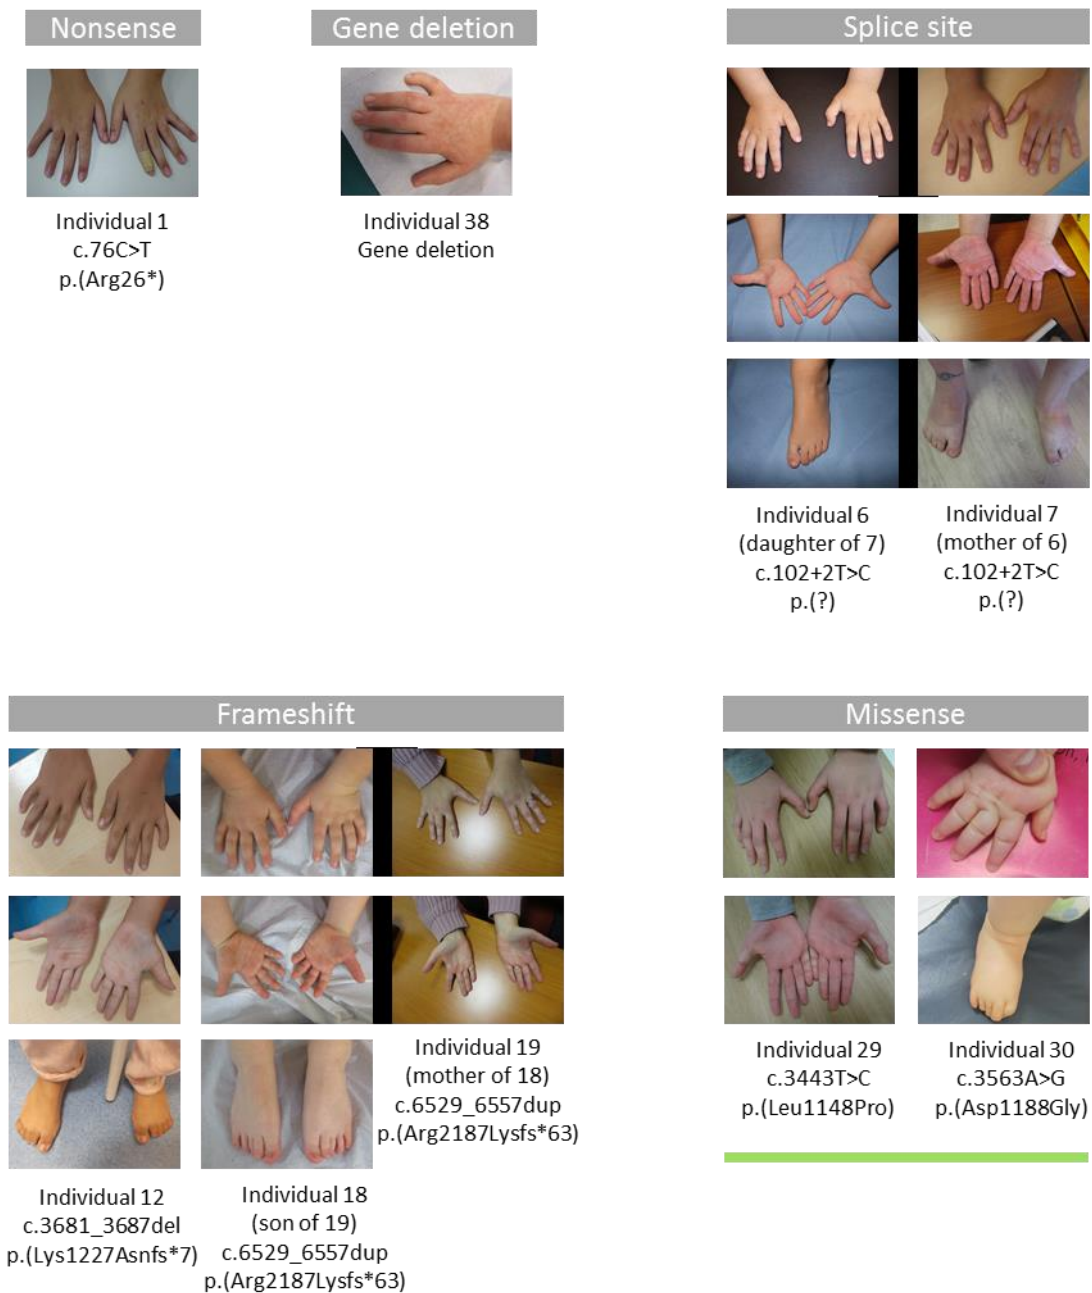 Nonsense
Gene deletion
Splice site
Individual 1
c.76C>T
p.(Arg26*)
Individual 38
Gene deletion
Individual 6
(daughter of 7)
c.102+2T>C
p.(?)
Individual 7
(mother of 6)
c.102+2T>C
p.(?)
Frameshift
Missense
Individual 12
c.3681_3687del
p.(Lys1227Asnfs*7)
Individual 18
(son of 19)
c.6529_6557dup
p.(Arg2187Lysfs*63)
Individual 19
(mother of 18)
c.6529_6557dup
p.(Arg2187Lysfs*63)
Individual 29
c.3443T>C
p.(Leu1148Pro)
Individual 30
c.3563A>G
p.(Asp1188Gly)